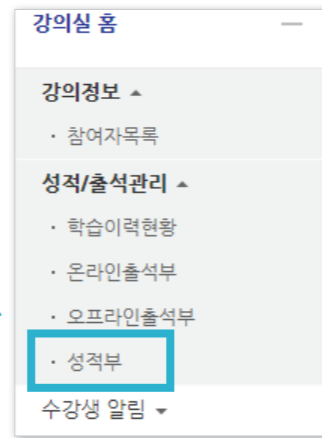 강의실 홈
강의정보
· 참여자목록
성적/출석관리
· 학습이력현황
· 온라인출석부
· 오프라인출석부
· 성적부
수강생 알림